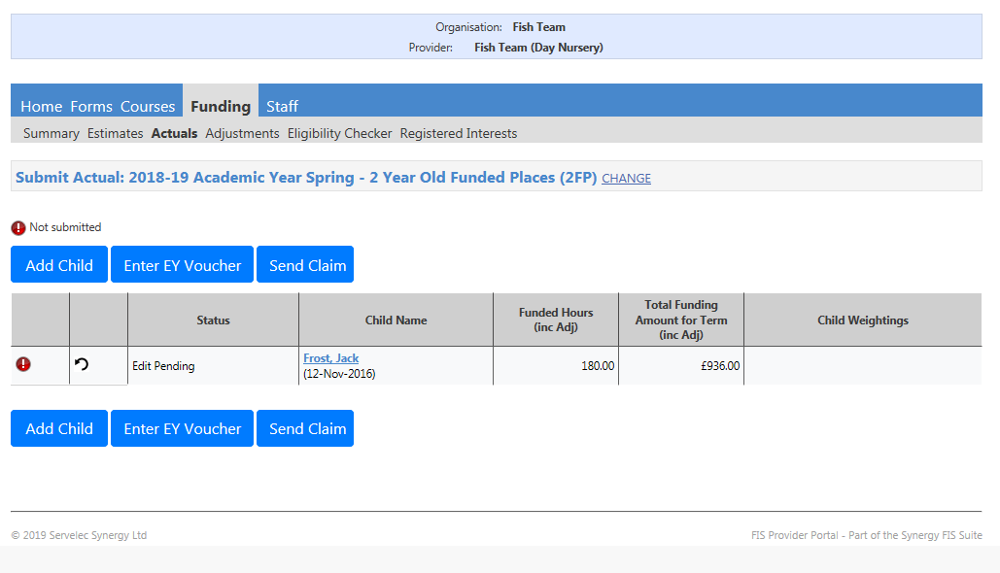 Organisation: Fish Team
Provider: Fish Team (Day Nursery)
Home Forms Courses Funding Staff
Summary Estimates Actuals Adjustments Eligibility Checker Registered Interests
Submit Actual: 2018-19 Academic Year Spring - 2 Year Old Funded Places (2FP) CHANGE
Not submitted
Add Child Enter EY Voucher Send Claim
Status Child Name Funded Hours (inc Adj) Total Funding Amount for Term (inc Adj) Child Weightings
Edit Pending Frost, Jack 180.00 £936.00
(12-Nov-2016)
Add Child Enter EY Voucher Send Claim
© 2019 Servelec Synergy Ltd FIS Provider Portal - Part of the Synergy FIS Suite